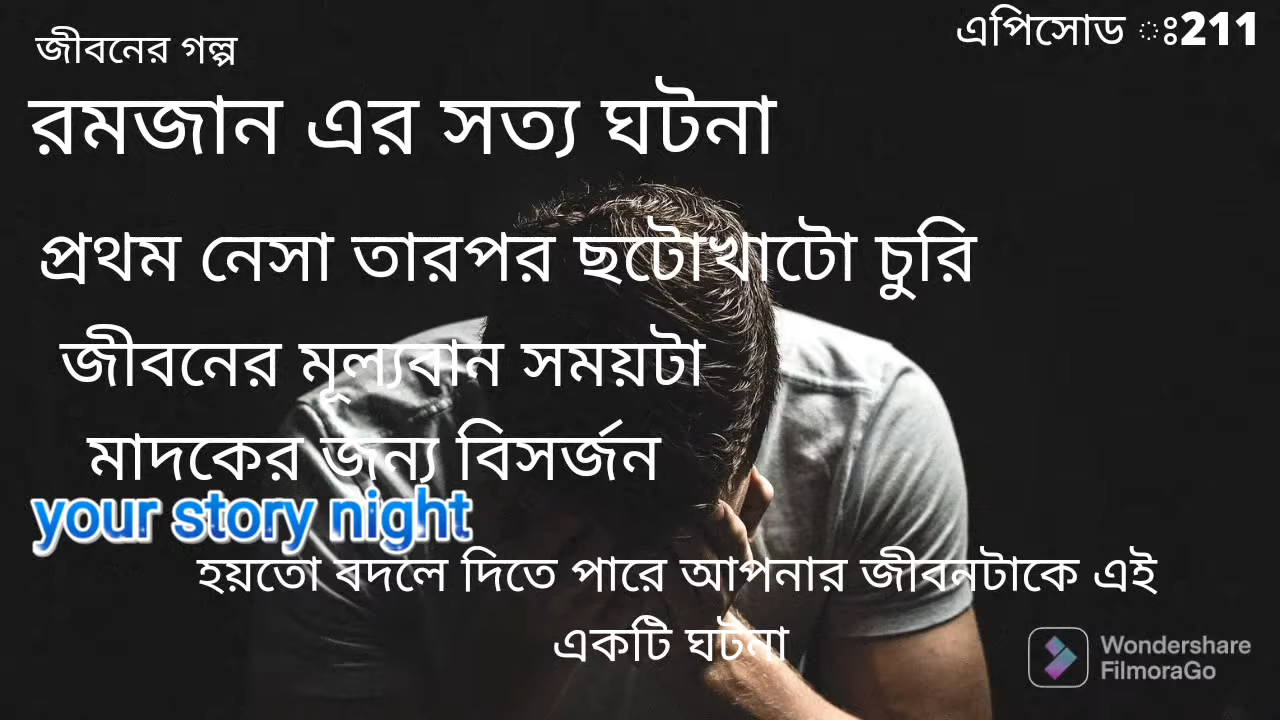 জীবনের গল্প
এপিসোড ঃ211
রমজান এর সত্য ঘটনা
প্রথম নেসা তারপর ছটোেখাটো চুরি
জীবনের মূল্যবান সময়টা
মাদকের জন্য বিসর্জন
your story night
হয়তো বদলে দিতে পারে আপনার জীবনটাকে এই
একটি ঘটনা
Wondershare
FilmoraGo